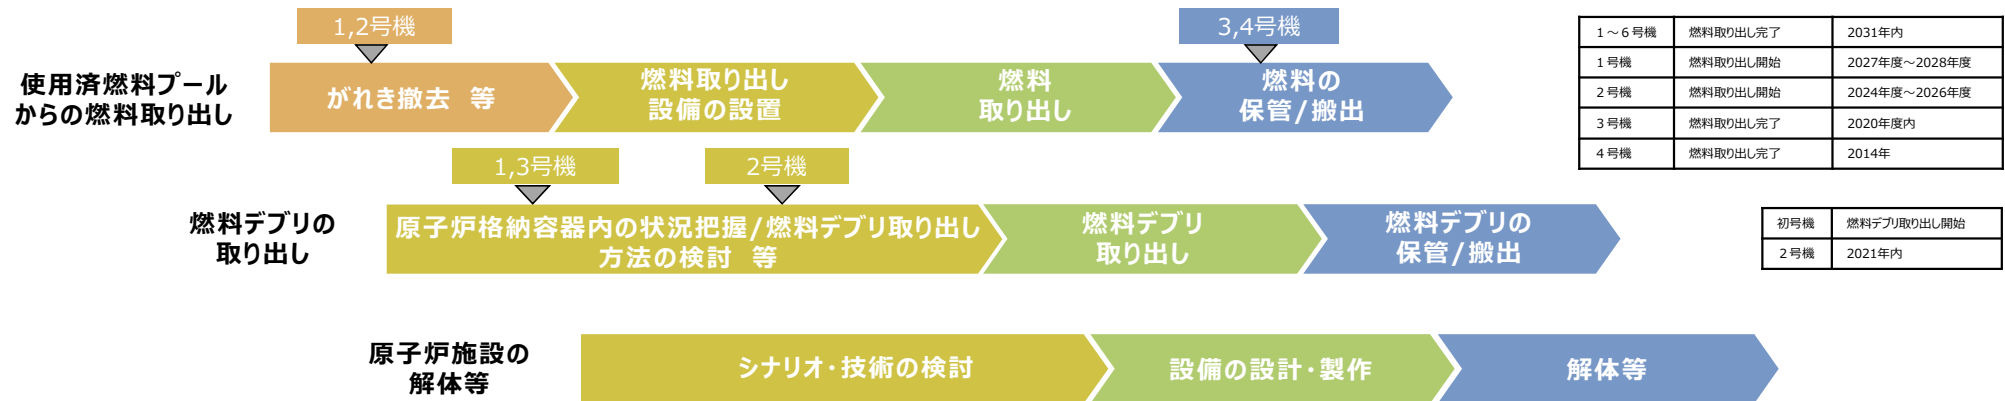 1,2号機
3,4号機
使用済燃料プール
からの燃料取り出し
がれき撤去 等
燃料取り出し
設備の設置
燃料
取り出し
燃料の
保管/搬出
1～6号機 燃料取り出し完了 2031年内
1号機 燃料取り出し開始 2027年度～2028年度
2号機 燃料取り出し開始 2024年度～2026年度
3号機 燃料取り出し完了 2020年度内
4号機 燃料取り出し完了 2014年
1,3号機
2号機
燃料デブリの
取り出し
原子炉格納容器内の状況把握/燃料デブリ取り出し
方法の検討 等
燃料デブリ
取り出し
燃料デブリの
保管/搬出
初号機 燃料デブリ取り出し開始
2号機 2021年内
原子炉施設の
解体等
シナリオ・技術の検討
設備の設計・製作
解体等